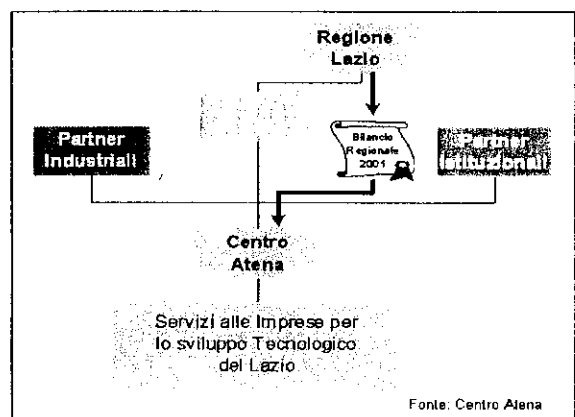 Regione
Lazio
Partner
Industriali
Bilancio
Regionale
2001
Partner
Istituzionali
Centro
Atena
Servizi alle Imprese per
lo sviluppo Tecnologico
del Lazio
Fonte: Centro Atena